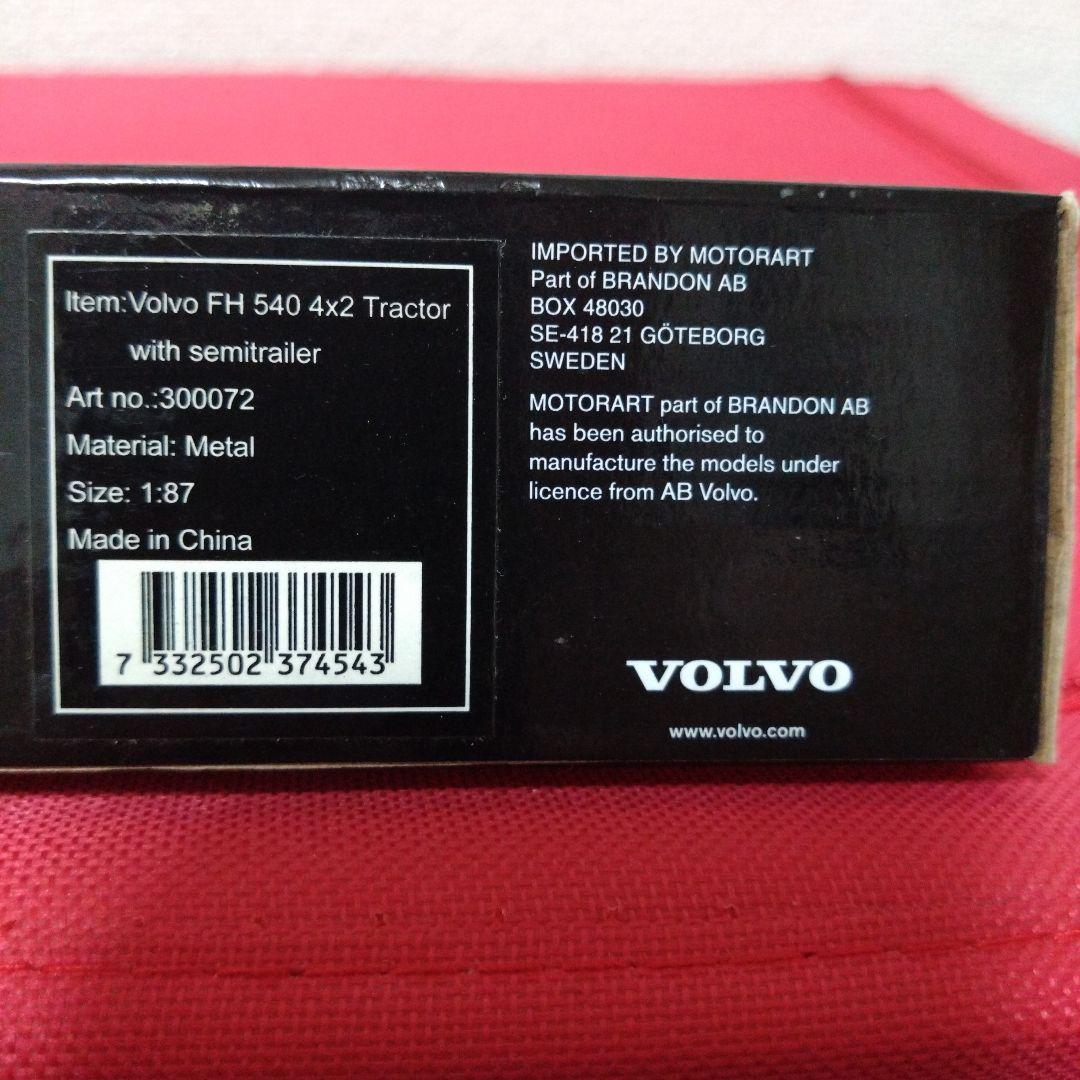 Item:Volvo FH 540 4x2 Tractor
with semitrailer
Art no.:300072
Material: Metal
Size: 1:87
Made in China
7 332502 374543
IMPORTED BY MOTORART
Part of BRANDON AB
BOX 48030
SE-418 21 GÖTEBORG
SWEDEN
MOTORART part of BRANDON AB
has been authorised to
manufacture the models under
licence from AB Volvo.
VOLVO
www.volvo.com